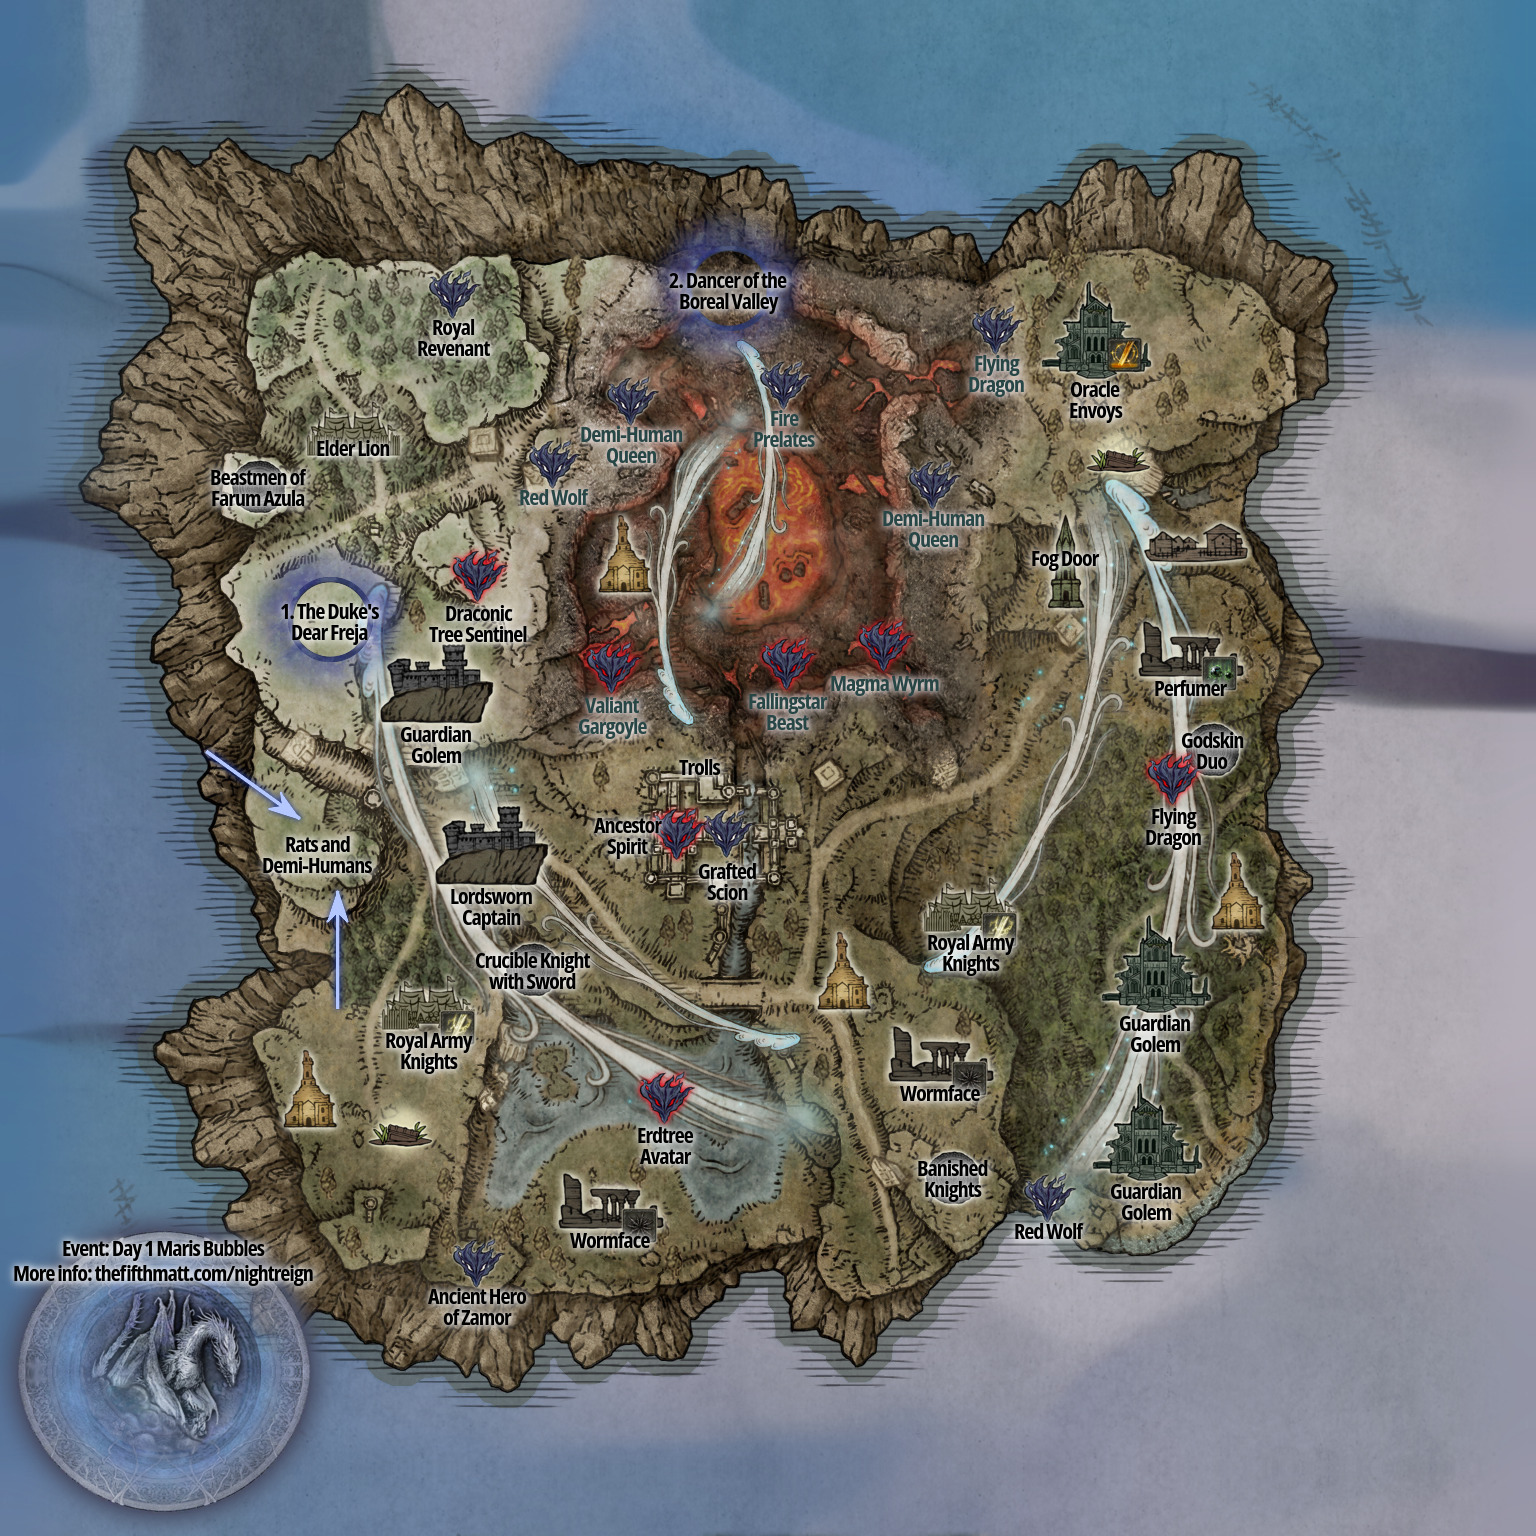 2. Dancer of the
Boreal Valley
Royal
Revenant
Flying
Dragon
Oracle
Envoys
Demi-Human
Queen
Fire
Prelates
Elder Lion
Beastmen of
Farum Azula
Red Wolf
Demi-Human
Queen
Fog Door
1. The Duke's
Dear Freja
Draconic
Tree Sentinel
Valiant
Gargoyle
Fallingstar
Beast
Magma Wyrm
Perfumer
Guardian
Golem
Godskin
Duo
Trolls
Flying
Dragon
Ancestor
Spirit
Grafted
Scion
Rats and
Demi-Humans
Lordsworn
Captain
Royal Army
Knights
Crucible Knight
with Sword
Guardian
Golem
Royal Army
Knights
Wormface
Erdtree
Avatar
Banished
Knights
Guardian
Golem
Red Wolf
Wormface
Event: Day 1 Maris Bubbles
More info: thefifthmatt.com/nightreign
Ancient Hero
of Zamor